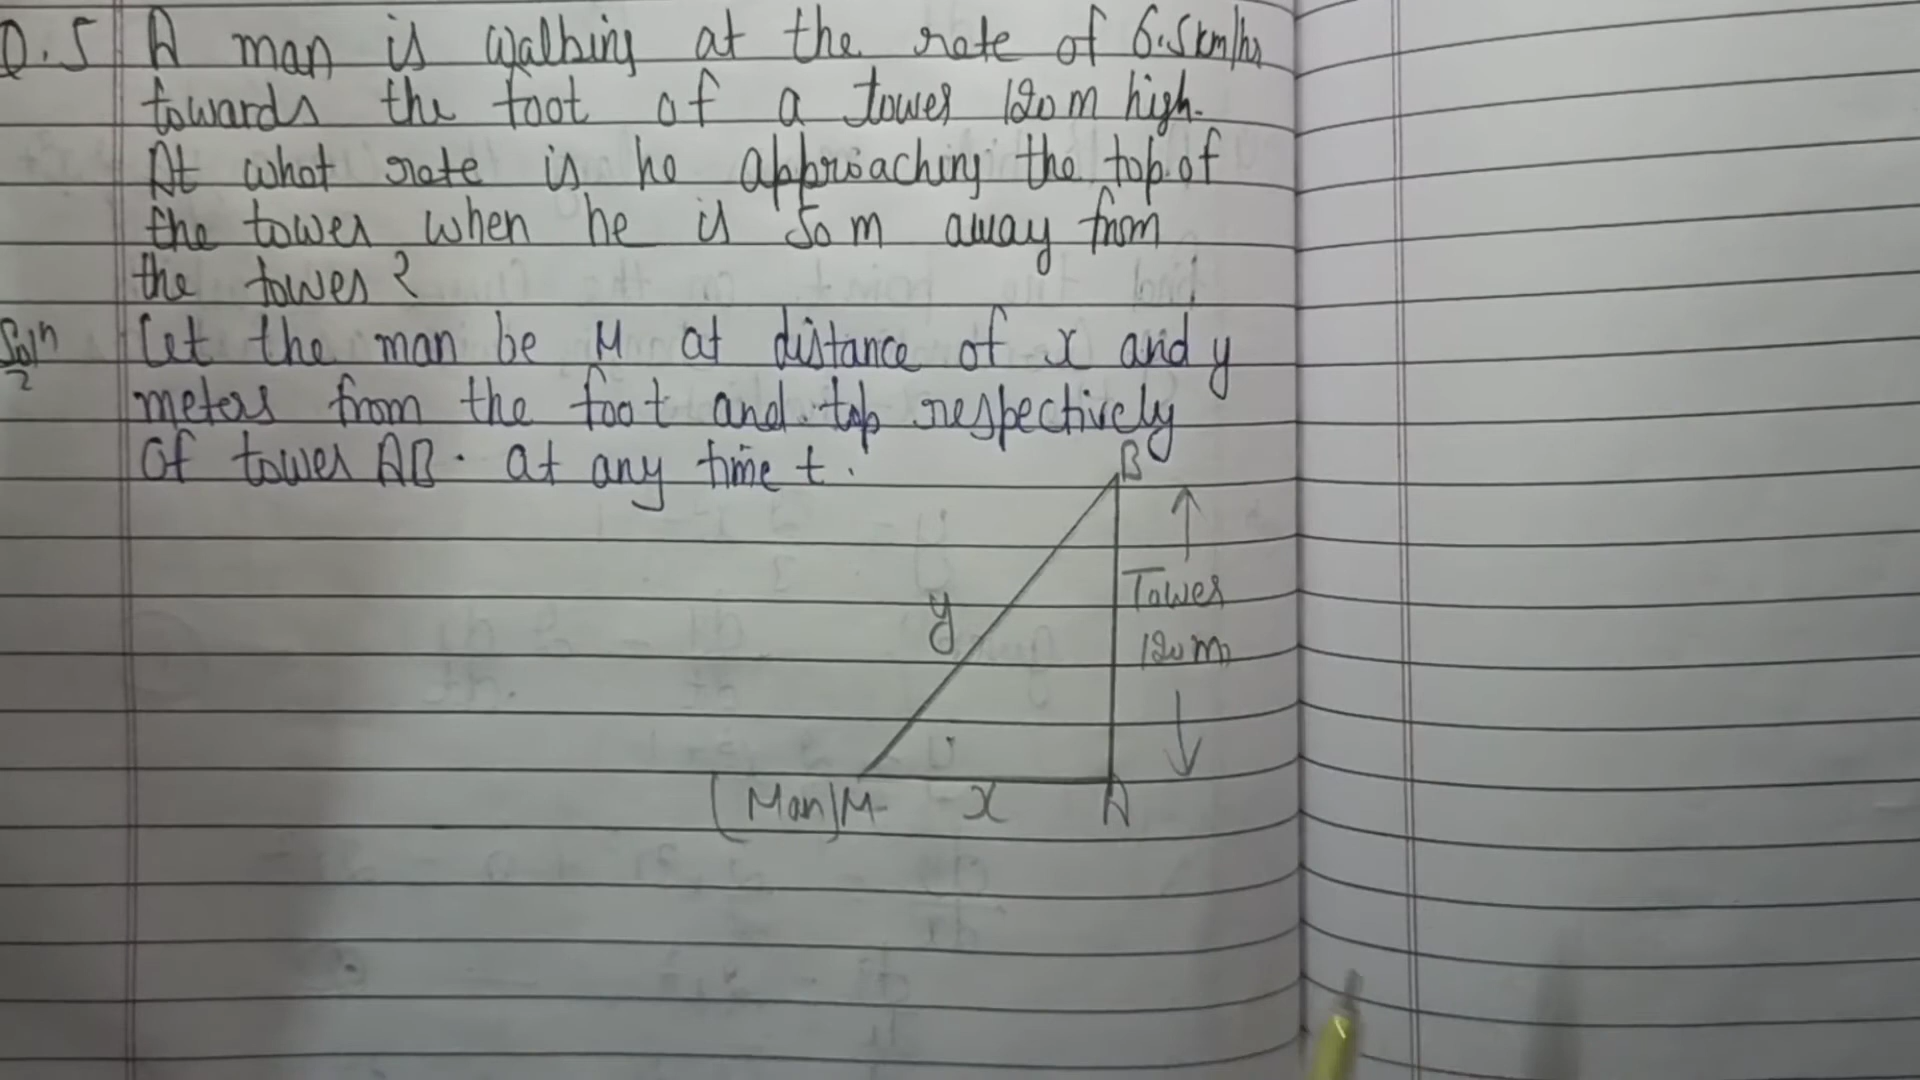 Q.5 A man is walking at the rate of 6.5km/hr
towards the foot of a tower 120m high.
At what rate is he approaching the top of
the tower when he is 50m away from
the tower?
Soln Let the man be M at distance of x and y
meters from the foot and top respectively
of tower AB. at any time t.
B
Tower
y
120m
(Man)M
x
A